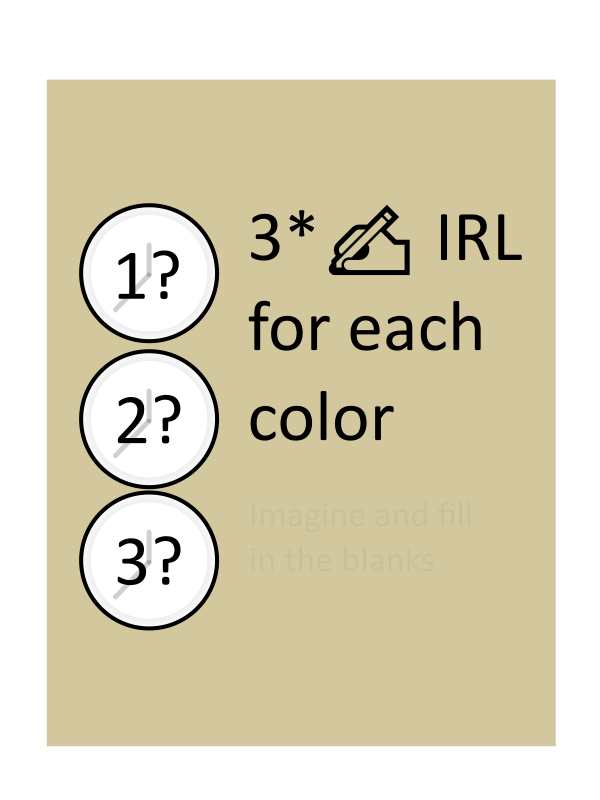 1?
2?
3?
3*✍ IRL
for each
color
Imagine and fill
in the blanks